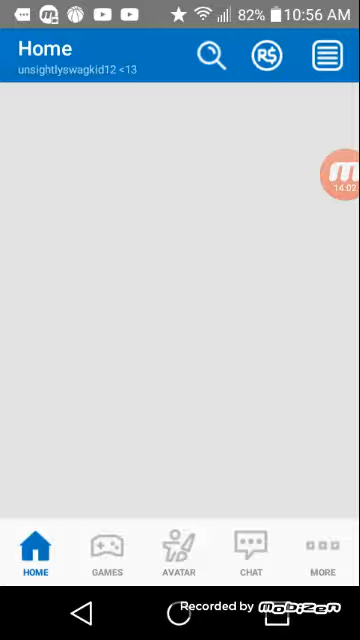 82% 10:56 AM
Home
R$
unsightlyswagkid12 <13
14:02
HOME GAMES AVATAR CHAT MORE
Recorded by MOBIZEN